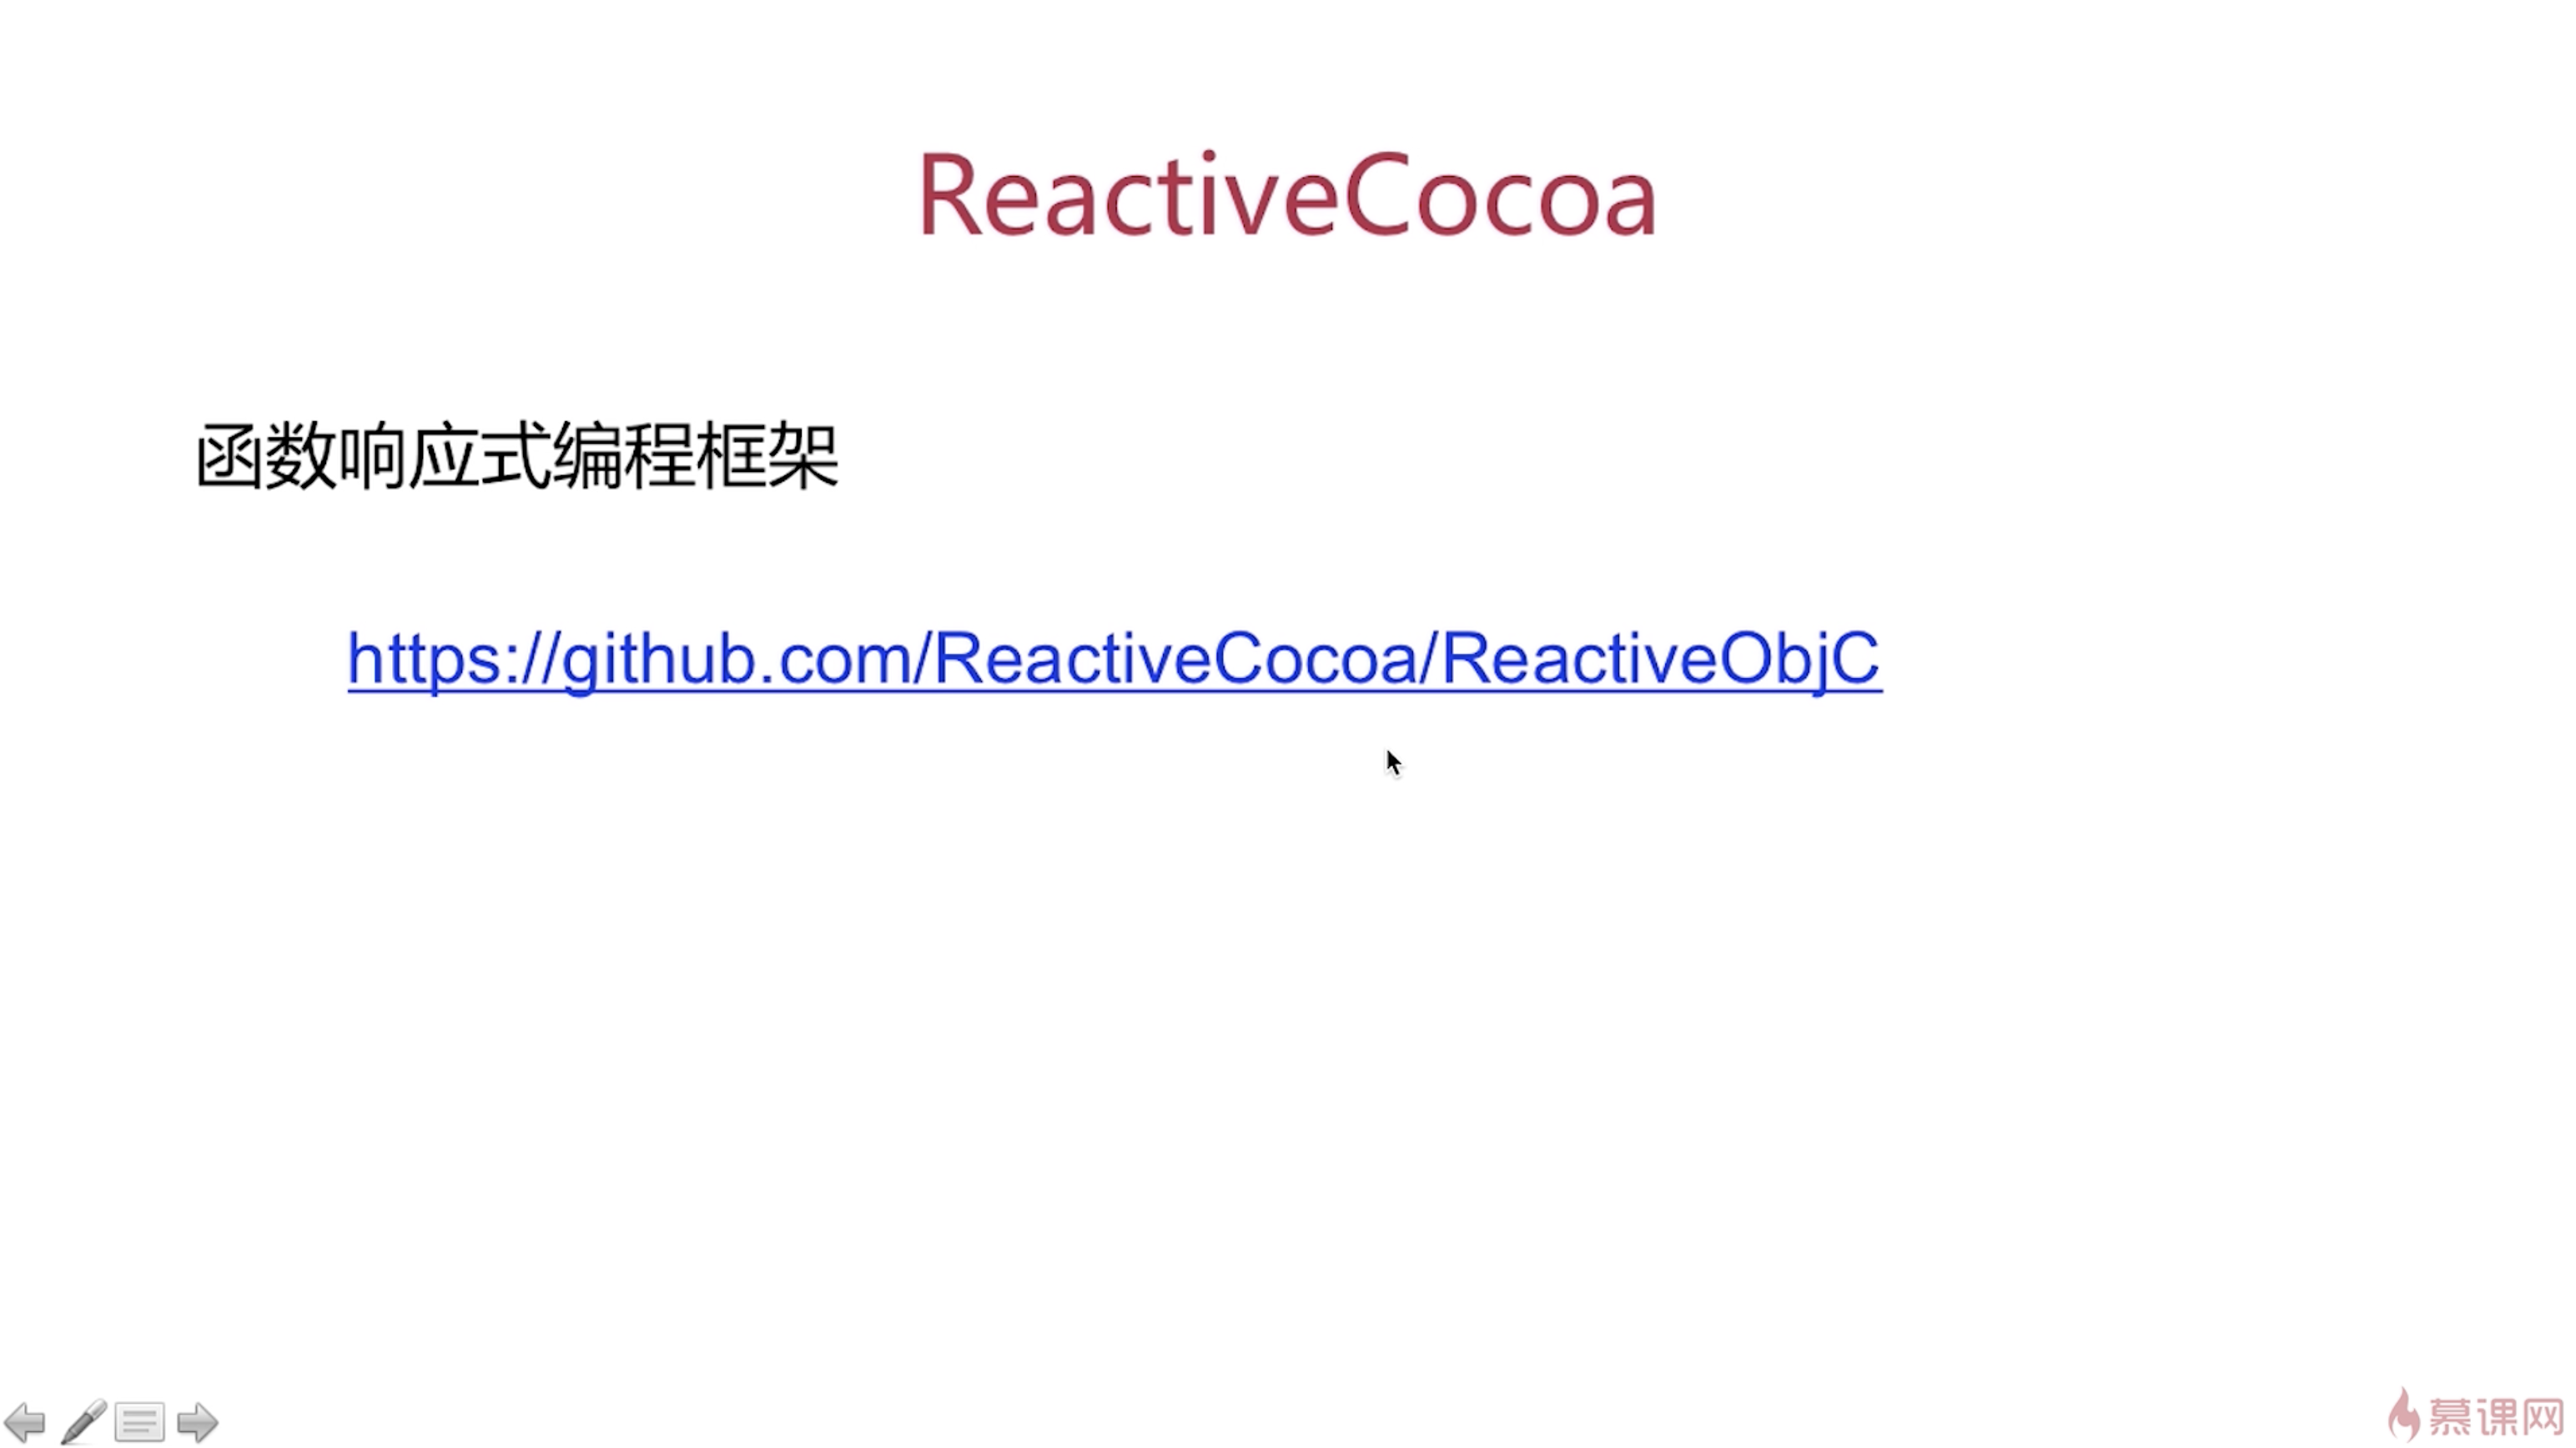 ReactiveCocoa
函数响应式编程框架
https://github.com/ReactiveCocoa/ReactiveObjC
慕课网